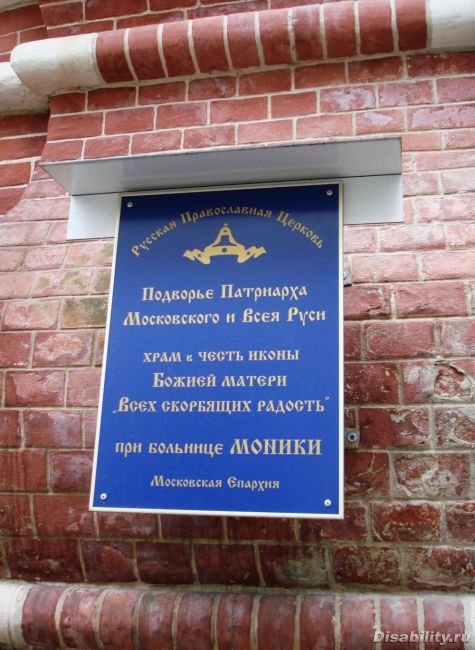 Русская Православная Церковь
Подворье Патриарха
Московского и Всея Руси
храм в честь иконы
Божией матери
„Всех скорбящих радость"
при больнице МОНИКИ
Московская Епархия
Disability.ru